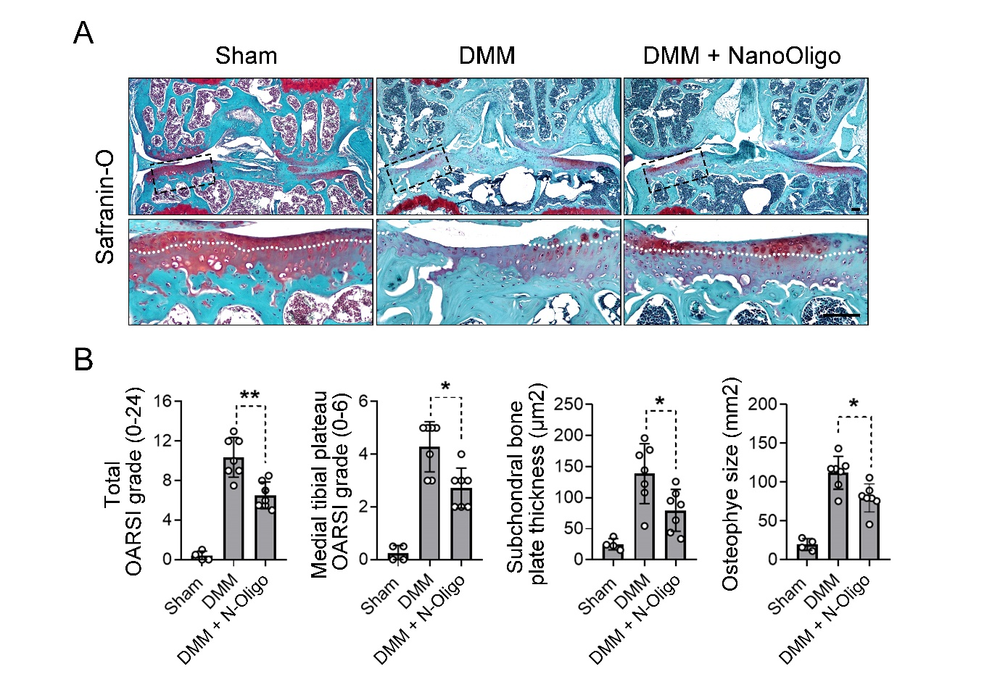 A
Sham
DMM
DMM + NanoOligo
Safranin-O
B
Total
OARSI grade (0-24)
16
12
8
4
0
**
Sham
DMM
DMM + N-Oligo
Medial tibial plateau
OARSI grade (0-6)
6
4
2
0
*
Sham
DMM
DMM + N-Oligo
Subchondral bone
plate thickness (μm2)
250
200
150
100
50
0
*
Sham
DMM
DMM + N-Oligo
Osteophye size (mm2)
200
150
100
50
0
*
Sham
DMM
DMM + N-Oligo